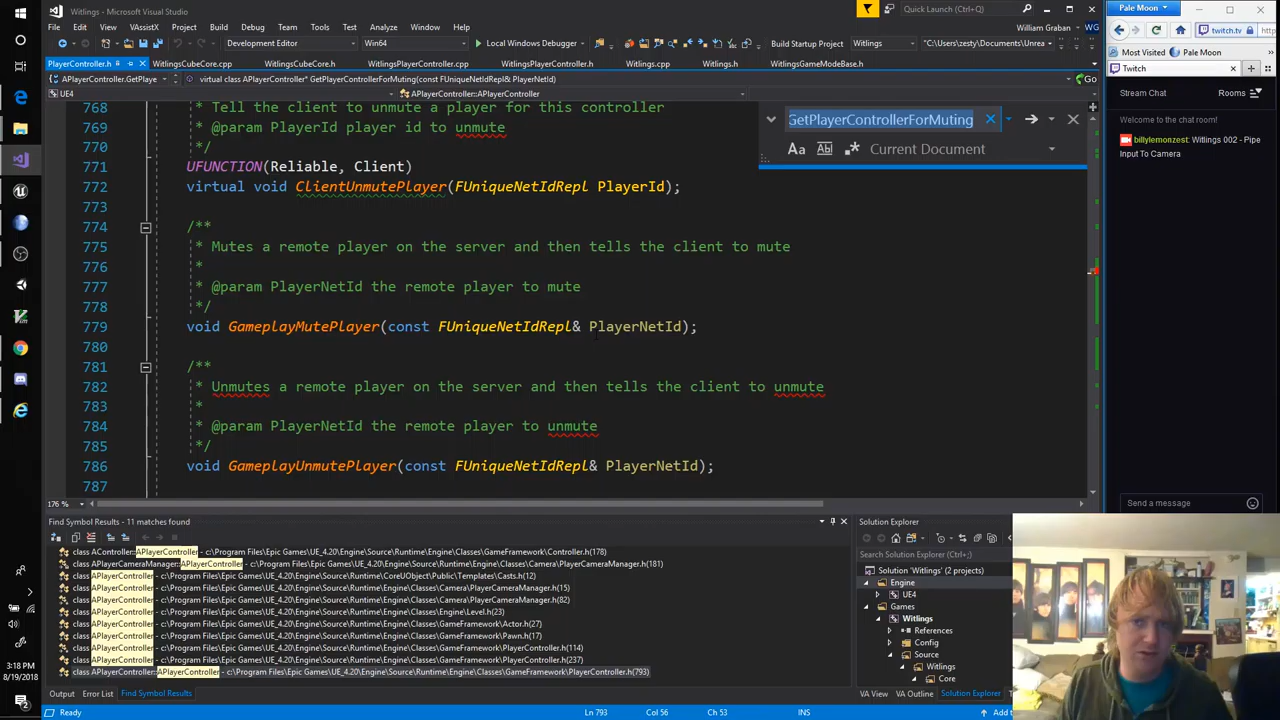 Witlings - Microsoft Visual Studio
Quick Launch (Ctrl+Q)
Pale Moon
File Edit View VAssistX Project Build Debug Team Tools Test Analyze Window Help
William Graban
WG
Development Editor Win64 Local Windows Debugger Build Startup Project Witlings "C:\Users\zesty\Documents\Unrea
PlayerController.h WitlingsCubeCore.cpp WitlingsCubeCore.h Witlings.cpp Witlings.h WitlingsGameModeBase.h
APlayerController.GetPlaye virtual class APlayerController* GetPlayerControllerForMuting(const FUniqueNetIdRepl& PlayerNetId) Go
UE4 APlayerController::APlayerController
768 * Tell the client to unmute a player for this controller
769 * @param PlayerId player id to unmute
770 */
771 UFUNCTION(Reliable, Client)
772 virtual void ClientUnmutePlayer(FUniqueNetIdRepl PlayerId);
773
774 /**
775 * Mutes a remote player on the server and then tells the client to mute
776 *
777 * @param PlayerNetId the remote player to mute
778 */
779 void GameplayMutePlayer(const FUniqueNetIdRepl& PlayerNetId);
780
781 /**
782 * Unmutes a remote player on the server and then tells the client to unmute
783 *
784 * @param PlayerNetId the remote player to unmute
785 */
786 void GameplayUnmutePlayer(const FUniqueNetIdRepl& PlayerNetId);
787
GetPlayerControllerForMuting
Aa Ab .* Current Document
176 %
Find Symbol Results - 11 matches found
class AController::APlayerController - c:\Program Files\Epic Games\UE_4.20\Engine\Source\Runtime\Engine\Classes\GameFramework\Controller.h(178)
class APlayerCameraManager::APlayerController - c:\Program Files\Epic Games\UE_4.20\Engine\Source\Runtime\Engine\Classes\Camera\PlayerCameraManager.h(181)
class APlayerController - c:\Program Files\Epic Games\UE_4.20\Engine\Source\Runtime\CoreUObject\Public\Templates\Casts.h(12)
class APlayerController - c:\Program Files\Epic Games\UE_4.20\Engine\Source\Runtime\Engine\Classes\Camera\PlayerCameraManager.h(15)
class APlayerController - c:\Program Files\Epic Games\UE_4.20\Engine\Source\Runtime\Engine\Classes\Camera\PlayerCameraManager.h(82)
class APlayerController - c:\Program Files\Epic Games\UE_4.20\Engine\Source\Runtime\Engine\Classes\Engine\Level.h(23)
class APlayerController - c:\Program Files\Epic Games\UE_4.20\Engine\Source\Runtime\Engine\Classes\GameFramework\Actor.h(27)
class APlayerController - c:\Program Files\Epic Games\UE_4.20\Engine\Source\Runtime\Engine\Classes\GameFramework\Pawn.h(17)
class APlayerController - c:\Program Files\Epic Games\UE_4.20\Engine\Source\Runtime\Engine\Classes\GameFramework\PlayerController.h(114)
class APlayerController - c:\Program Files\Epic Games\UE_4.20\Engine\Source\Runtime\Engine\Classes\GameFramework\PlayerController.h(237)
class APlayerController::APlayerController - c:\Program Files\Epic Games\UE_4.20\Engine\Source\Runtime\Engine\Classes\GameFramework\PlayerController.h(793)
Output Error List Find Symbol Results
Solution Explorer
Search Solution Explorer
Solution 'Witlings' (2 projects)
Engine
UE4
Games
Witlings
References
Config
Source
Witlings
Core
VA View VA Outline Solution Explorer
Ready Ln 793 Col 56 Ch 53 INS Add t
3:18 PM
8/19/2018
twitch.tv
Most Visited Pale Moon
Twitch
Stream Chat Rooms
Welcome to the chat room!
billylemonzest: Witlings 002 - Pipe
Input To Camera
Send a message